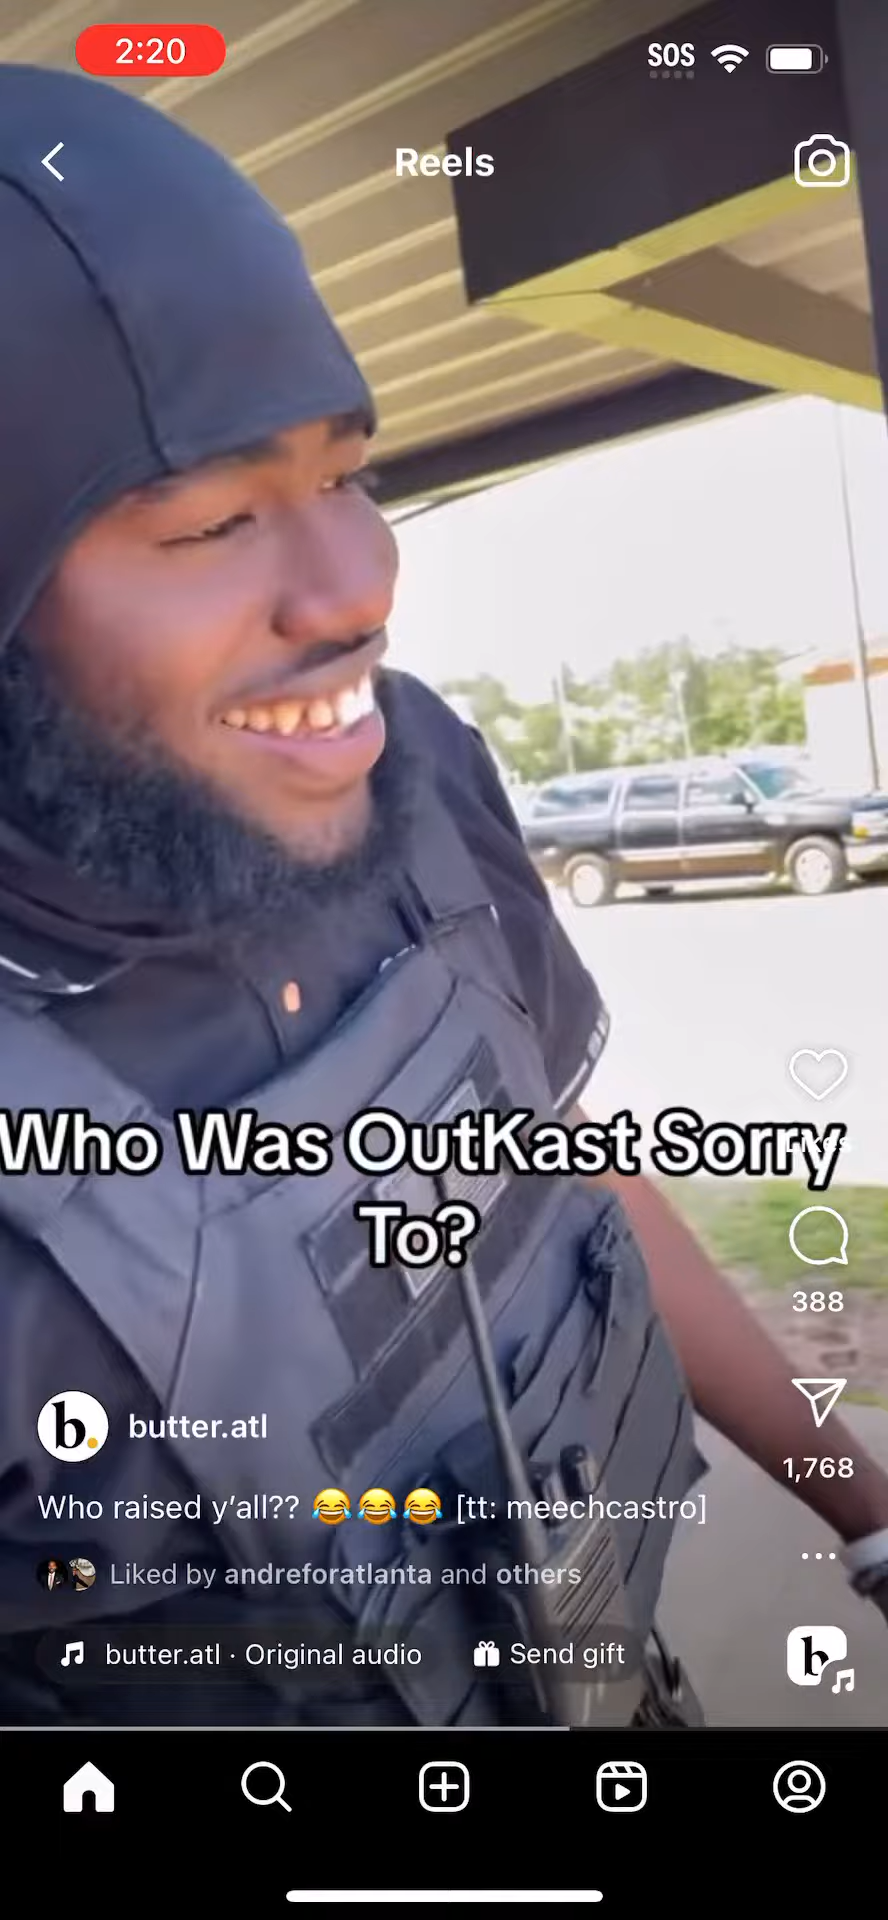 2:20
SOS
Reels
Who Was OutKast Sorry
To?
Likes
388
1,768
b.
butter.atl
Who raised y’all?? 😂😂😂 [tt: meechcastro]
...
Liked by andreforatlanta and others
butter.atl · Original audio
Send gift
b